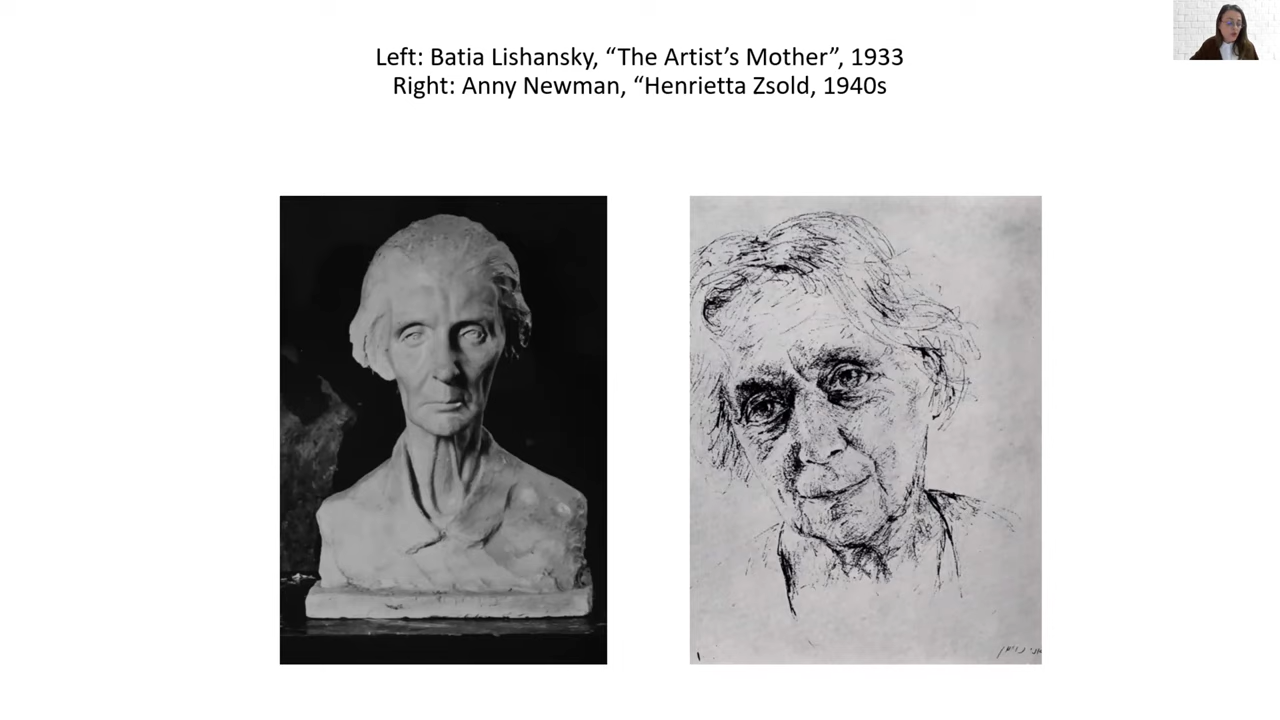 Left: Batia Lishansky, “The Artist’s Mother”, 1933
Right: Anny Newman, “Henrietta Zsold, 1940s